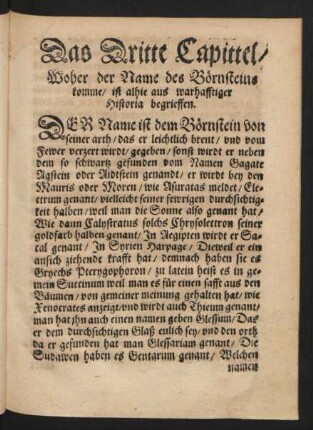 Das Dritte Capittel/
Woher der Name des Börnsteins
komme/ ist alhie aus warhafftiger
Historia begrieffen.
DER Name ist dem Börnstein von
seiner arth/ das er leichtlich brent/ vnd vom
Fewer verzert wirdt/ gegeben/ sonst wirdt er neben
dem so schwartz gefunden vom Namen Gagate
Agstein oder Aidtstein genandt/ er wirdt bey den
Mauris oder Moren/ wie Asuratas meldet/ Ele-
ctrum genant/ vielleicht seiner fewrigen durchsichtig-
keit halben/ weil man die Sonne also genant hat/
Wie dann Calystratus solchs Chrysolectron seiner
goldfarb halben genant/ In Aegipten wirdt er Sa-
cal genant/ In Syrien Harpage/ Dieweil er ein
ansich ziehende krafft hat/ demnach haben sie es
Gryechs Pterygophoron/ zu latein heist es in ge-
mein Succinum weil man es für einen safft aus den
Bäumen/ von gemeiner meinung gehalten hat/ wie
Xenocrates anzeigt/vnd wirdt auch Thieum genant/
man hat jhn auch einen namen geben Glessum/ Das
er dem durchsichtigen Glaß enlich sey/ vnd den ortz
da er gefunden hat man Glessariam genant/ Die
Sudawen haben es Gentarum genant/ Welchen
namen